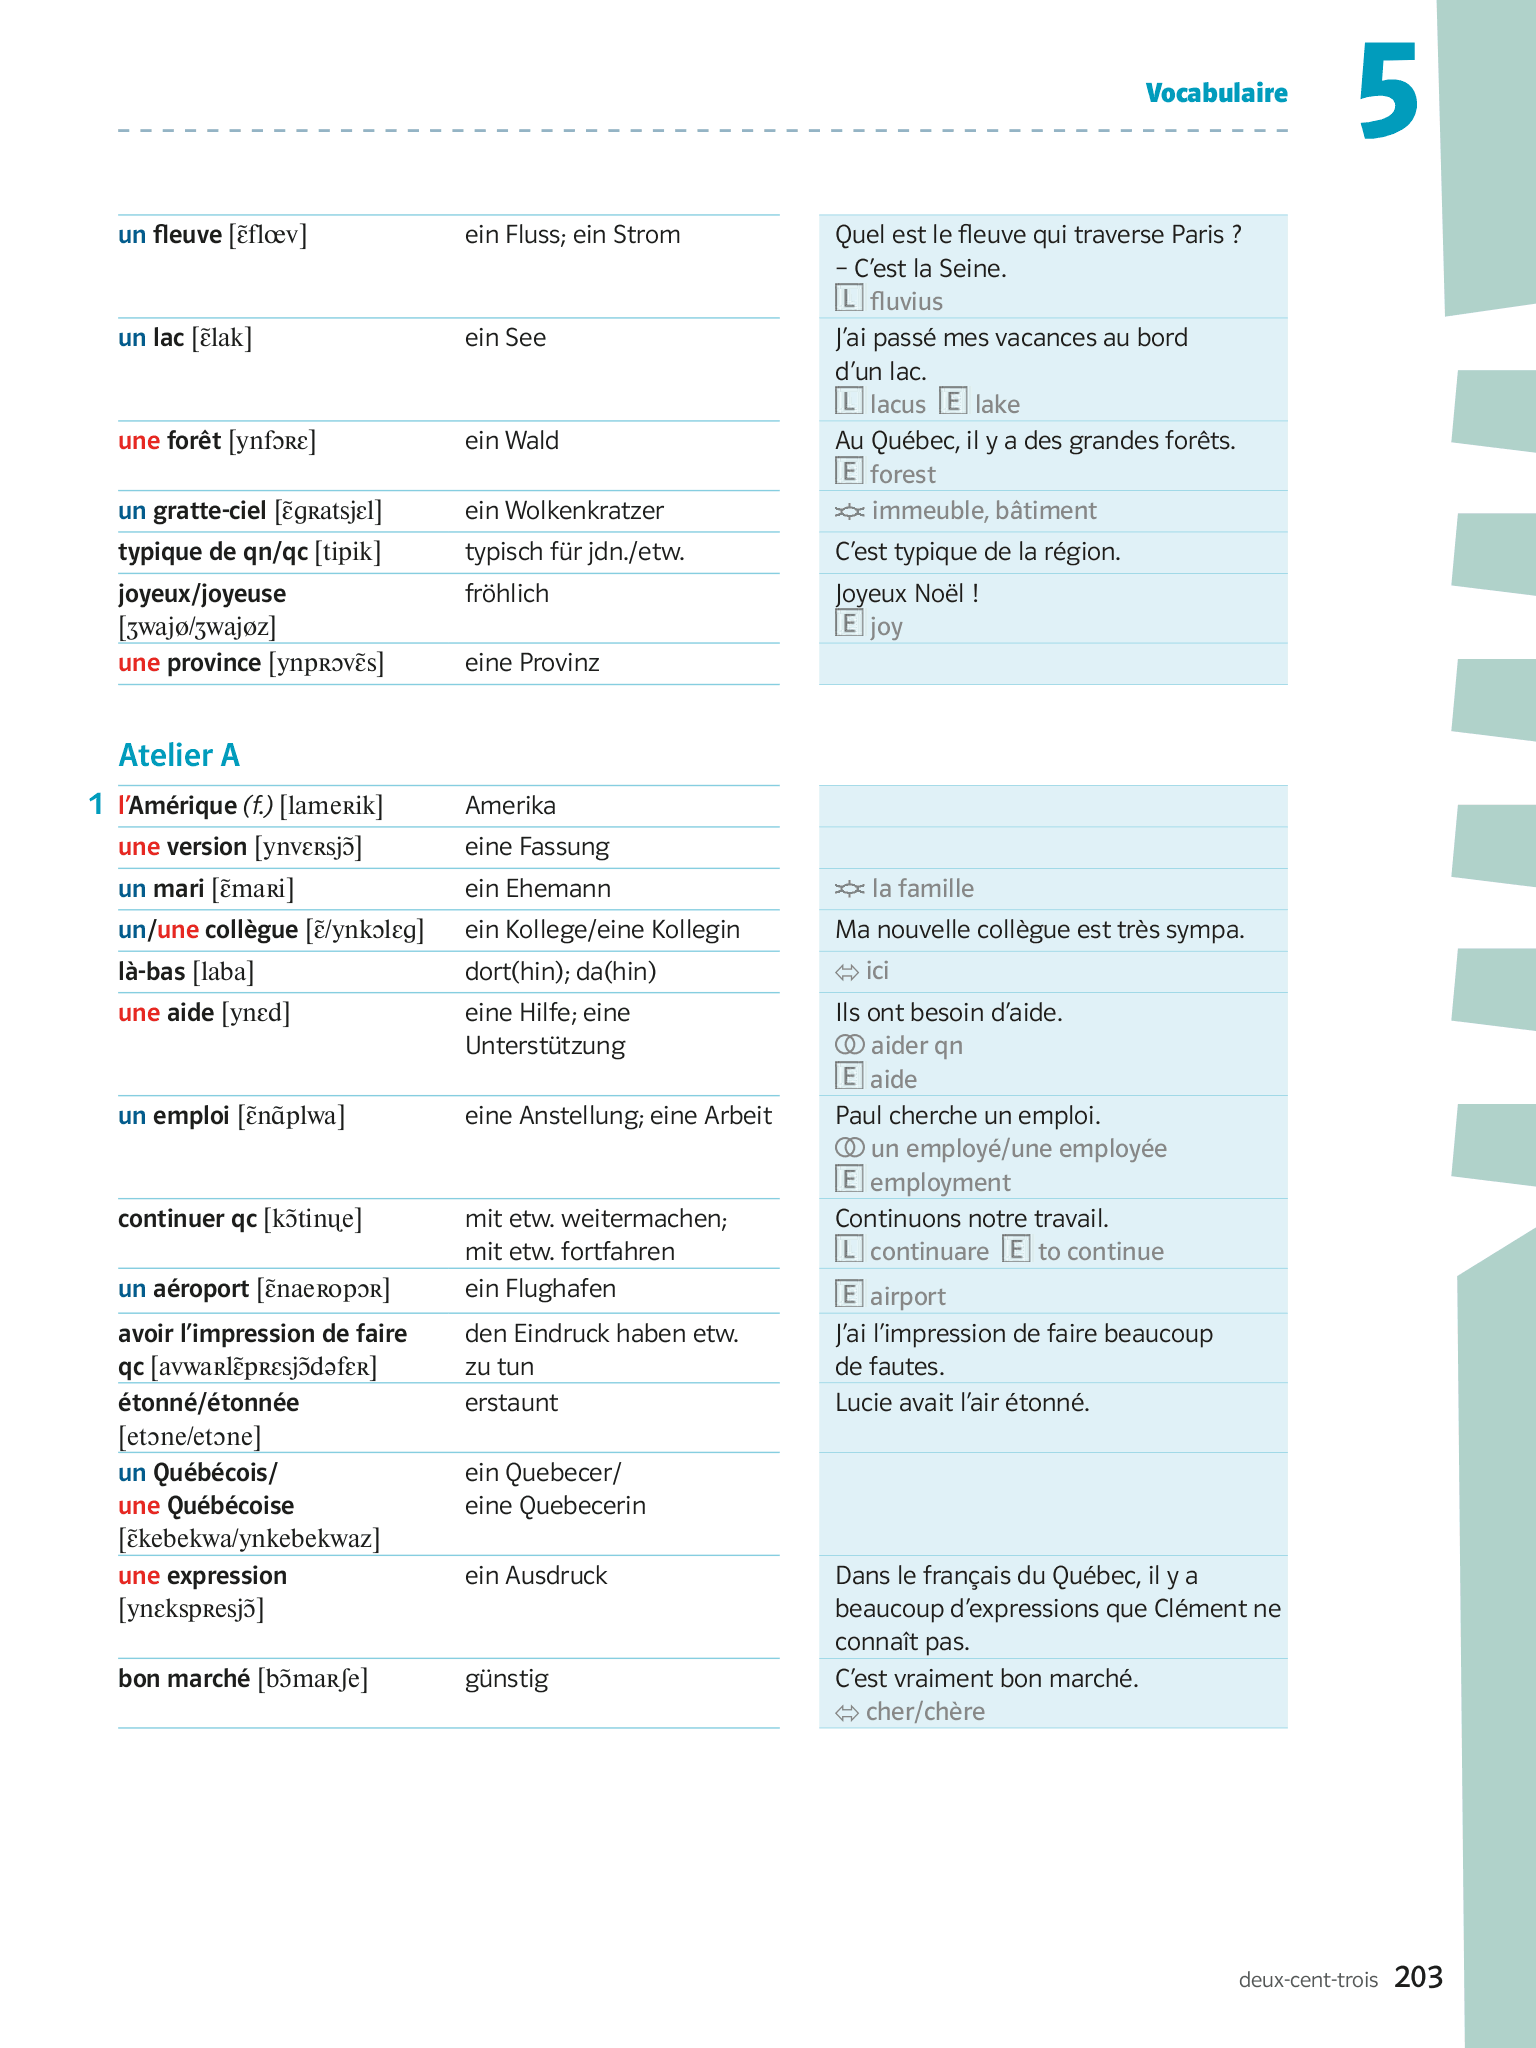 Vocabulaire 5
un fleuve [ɛ̃flœv] ein Fluss; ein Strom Quel est le fleuve qui traverse Paris ?
– C’est la Seine.
L fluvius
un lac [ɛ̃lak] ein See J’ai passé mes vacances au bord
d’un lac.
L lacus E lake
une forêt [ynfɔʀɛ] ein Wald Au Québec, il y a des grandes forêts.
E forest
un gratte-ciel [ɛ̃gʀatsjɛl] ein Wolkenkratzer immeuble, bâtiment
typique de qn/qc [tipik] typisch für jdn./etw. C’est typique de la région.
joyeux/joyeuse fröhlich Joyeux Noël !
[ʒwajø/ʒwajøz] E joy
une province [ynpʀɔvɛ̃s] eine Provinz
Atelier A
1 l’Amérique (f.) [lameʀik] Amerika
une version [ynvɛʀsjɔ̃] eine Fassung
un mari [ɛ̃maʀi] ein Ehemann la famille
un/une collègue [ɛ̃/ynkɔlɛg] ein Kollege/eine Kollegin Ma nouvelle collègue est très sympa.
là-bas [laba] dort(hin); da(hin) ⇔ ici
une aide [ynɛd] eine Hilfe; eine Ils ont besoin d’aide.
Unterstützung aider qn
E aide
un emploi [ɛ̃nɑ̃plwa] eine Anstellung; eine Arbeit Paul cherche un emploi.
un employé/une employée
E employment
continuer qc [kɔ̃tinɥe] mit etw. weitermachen; Continuons notre travail.
mit etw. fortfahren L continuare E to continue
un aéroport [ɛ̃naeʀopɔʀ] ein Flughafen E airport
avoir l’impression de faire den Eindruck haben etw. J’ai l’impression de faire beaucoup
qc [avwaʀlɛ̃pʀɛsjɔ̃dəfɛʀ] zu tun de fautes.
étonné/étonnée erstaunt Lucie avait l’air étonné.
[etɔne/etɔne]
un Québécois/ ein Quebecer/
une Québécoise eine Quebecerin
[ɛ̃kebekwa/ynkebekwaz]
une expression ein Ausdruck Dans le français du Québec, il y a
[ynɛkspʀesjɔ̃] beaucoup d’expressions que Clément ne
connaît pas.
bon marché [bɔ̃maʀʃe] günstig C’est vraiment bon marché.
⇔ cher/chère
deux-cent-trois 203